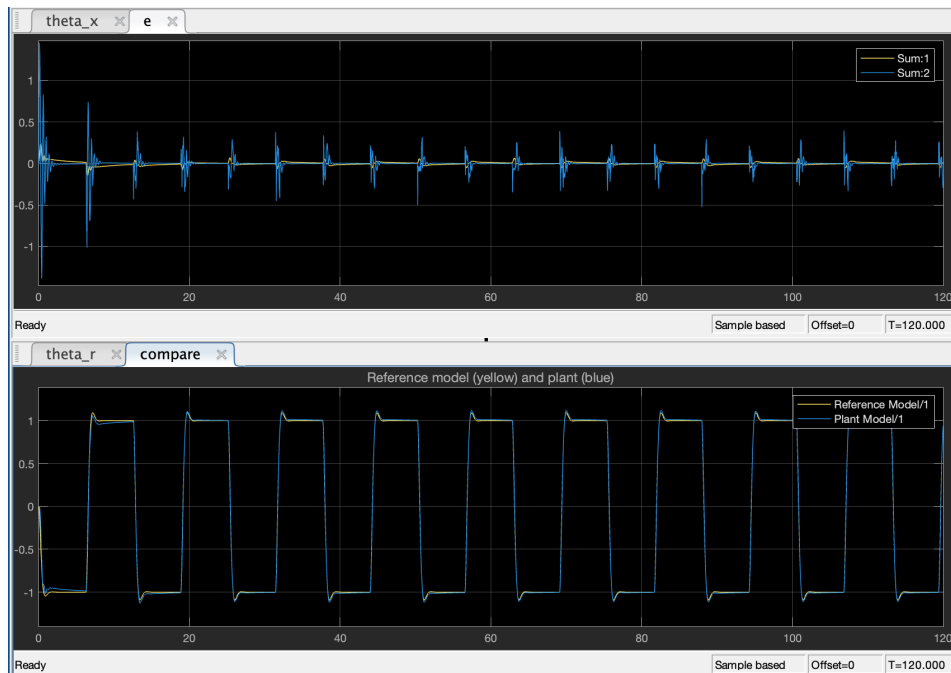 theta_x e
Sum:1
Sum:2
1
0.5
0
-0.5
-1
0 20 40 60 80 100 120
Ready Sample based Offset=0 T=120.000
theta_r compare
Reference model (yellow) and plant (blue)
Reference Model/1
Plant Model/1
1
0.5
0
-0.5
-1
0 20 40 60 80 100 120
Ready Sample based Offset=0 T=120.000